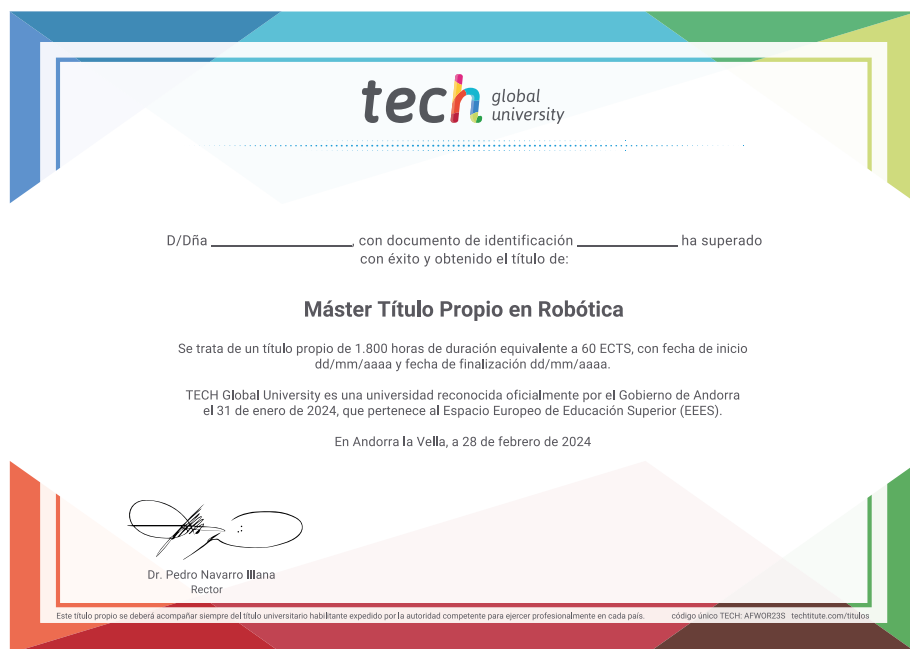 tech global university
D/Dña ____________, con documento de identificación ____________ ha superado
con éxito y obtenido el título de:
Máster Título Propio en Robótica
Se trata de un título propio de 1.800 horas de duración equivalente a 60 ECTS, con fecha de inicio
dd/mm/aaaa y fecha de finalización dd/mm/aaaa.
TECH Global University es una universidad reconocida oficialmente por el Gobierno de Andorra
el 31 de enero de 2024, que pertenece al Espacio Europeo de Educación Superior (EEES).
En Andorra la Vella, a 28 de febrero de 2024
Dr. Pedro Navarro Illana
Rector
Este título propio se deberá acompañar siempre del título universitario habilitante expedido por la autoridad competente para ejercer profesionalmente en cada país. código único TECH: AFWOR23S techtitute.com/titulos